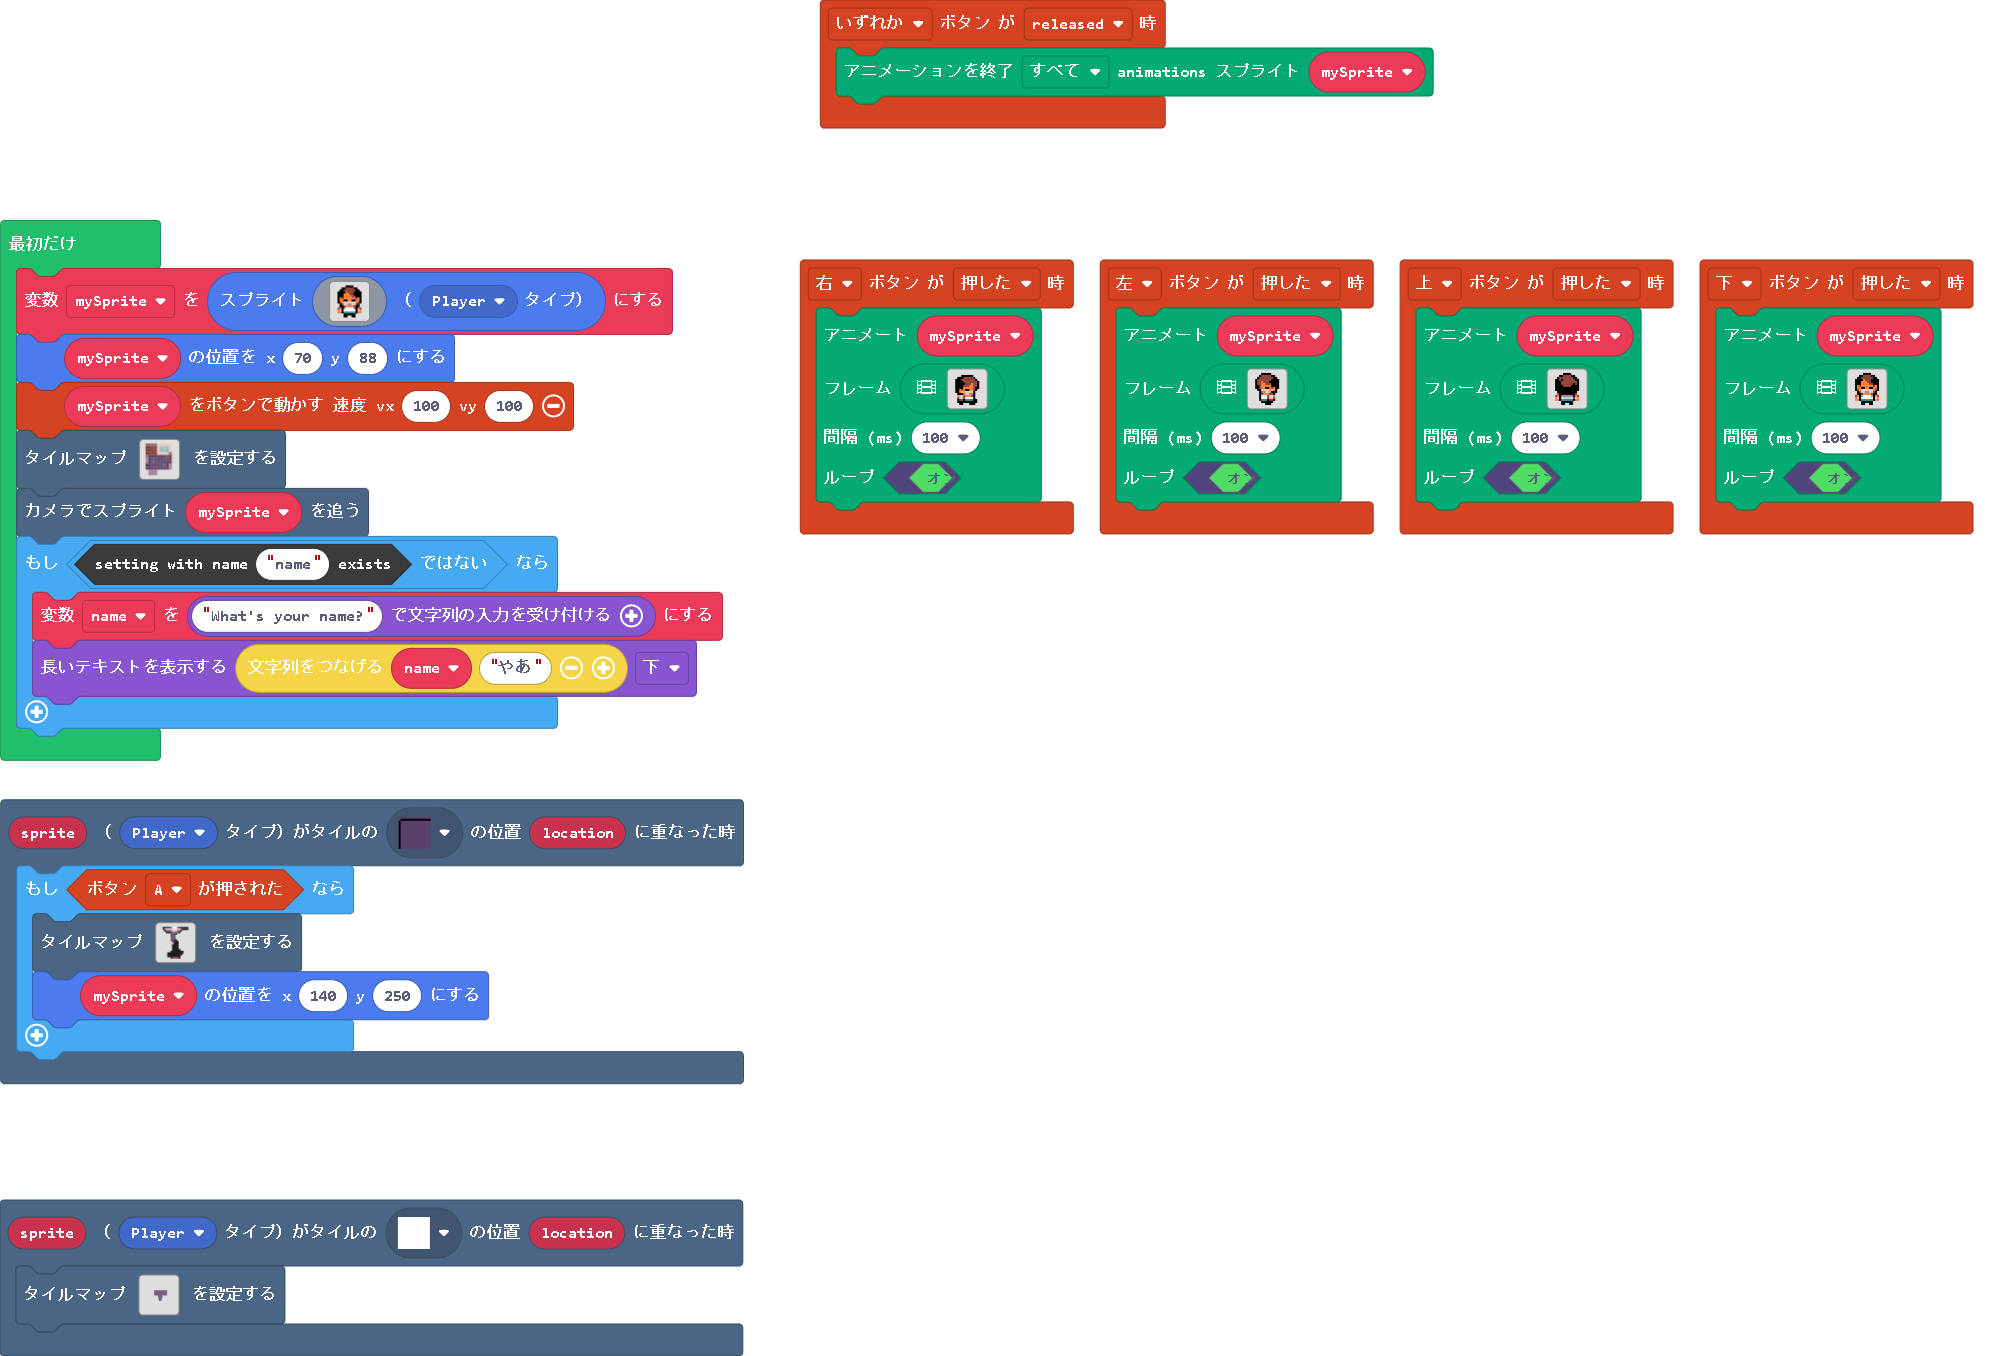 いずれか ボタン が released 時
アニメーションを終了 すべて animations スプライト mySprite
最初だけ
変数 mySprite を スプライト ( Player タイプ) にする
mySprite の位置を x 70 y 88 にする
mySprite をボタンで動かす 速度 vx 100 vy 100
タイルマップ を設定する
カメラでスプライト mySprite を追う
もし setting with name "name" exists ではない なら
変数 name を "What's your name?" で文字列の入力を受け付ける にする
長いテキストを表示する 文字列をつなげる name "やあ" 下
右 ボタン が 押した 時
アニメート mySprite
フレーム
間隔 (ms) 100
ループ オン
左 ボタン が 押した 時
アニメート mySprite
フレーム
間隔 (ms) 100
ループ オン
上 ボタン が 押した 時
アニメート mySprite
フレーム
間隔 (ms) 100
ループ オン
下 ボタン が 押した 時
アニメート mySprite
フレーム
間隔 (ms) 100
ループ オン
sprite ( Player タイプ) がタイルの の位置 location に重なった時
もし ボタン A が押された なら
タイルマップ を設定する
mySprite の位置を x 140 y 250 にする
sprite ( Player タイプ) がタイルの の位置 location に重なった時
タイルマップ を設定する